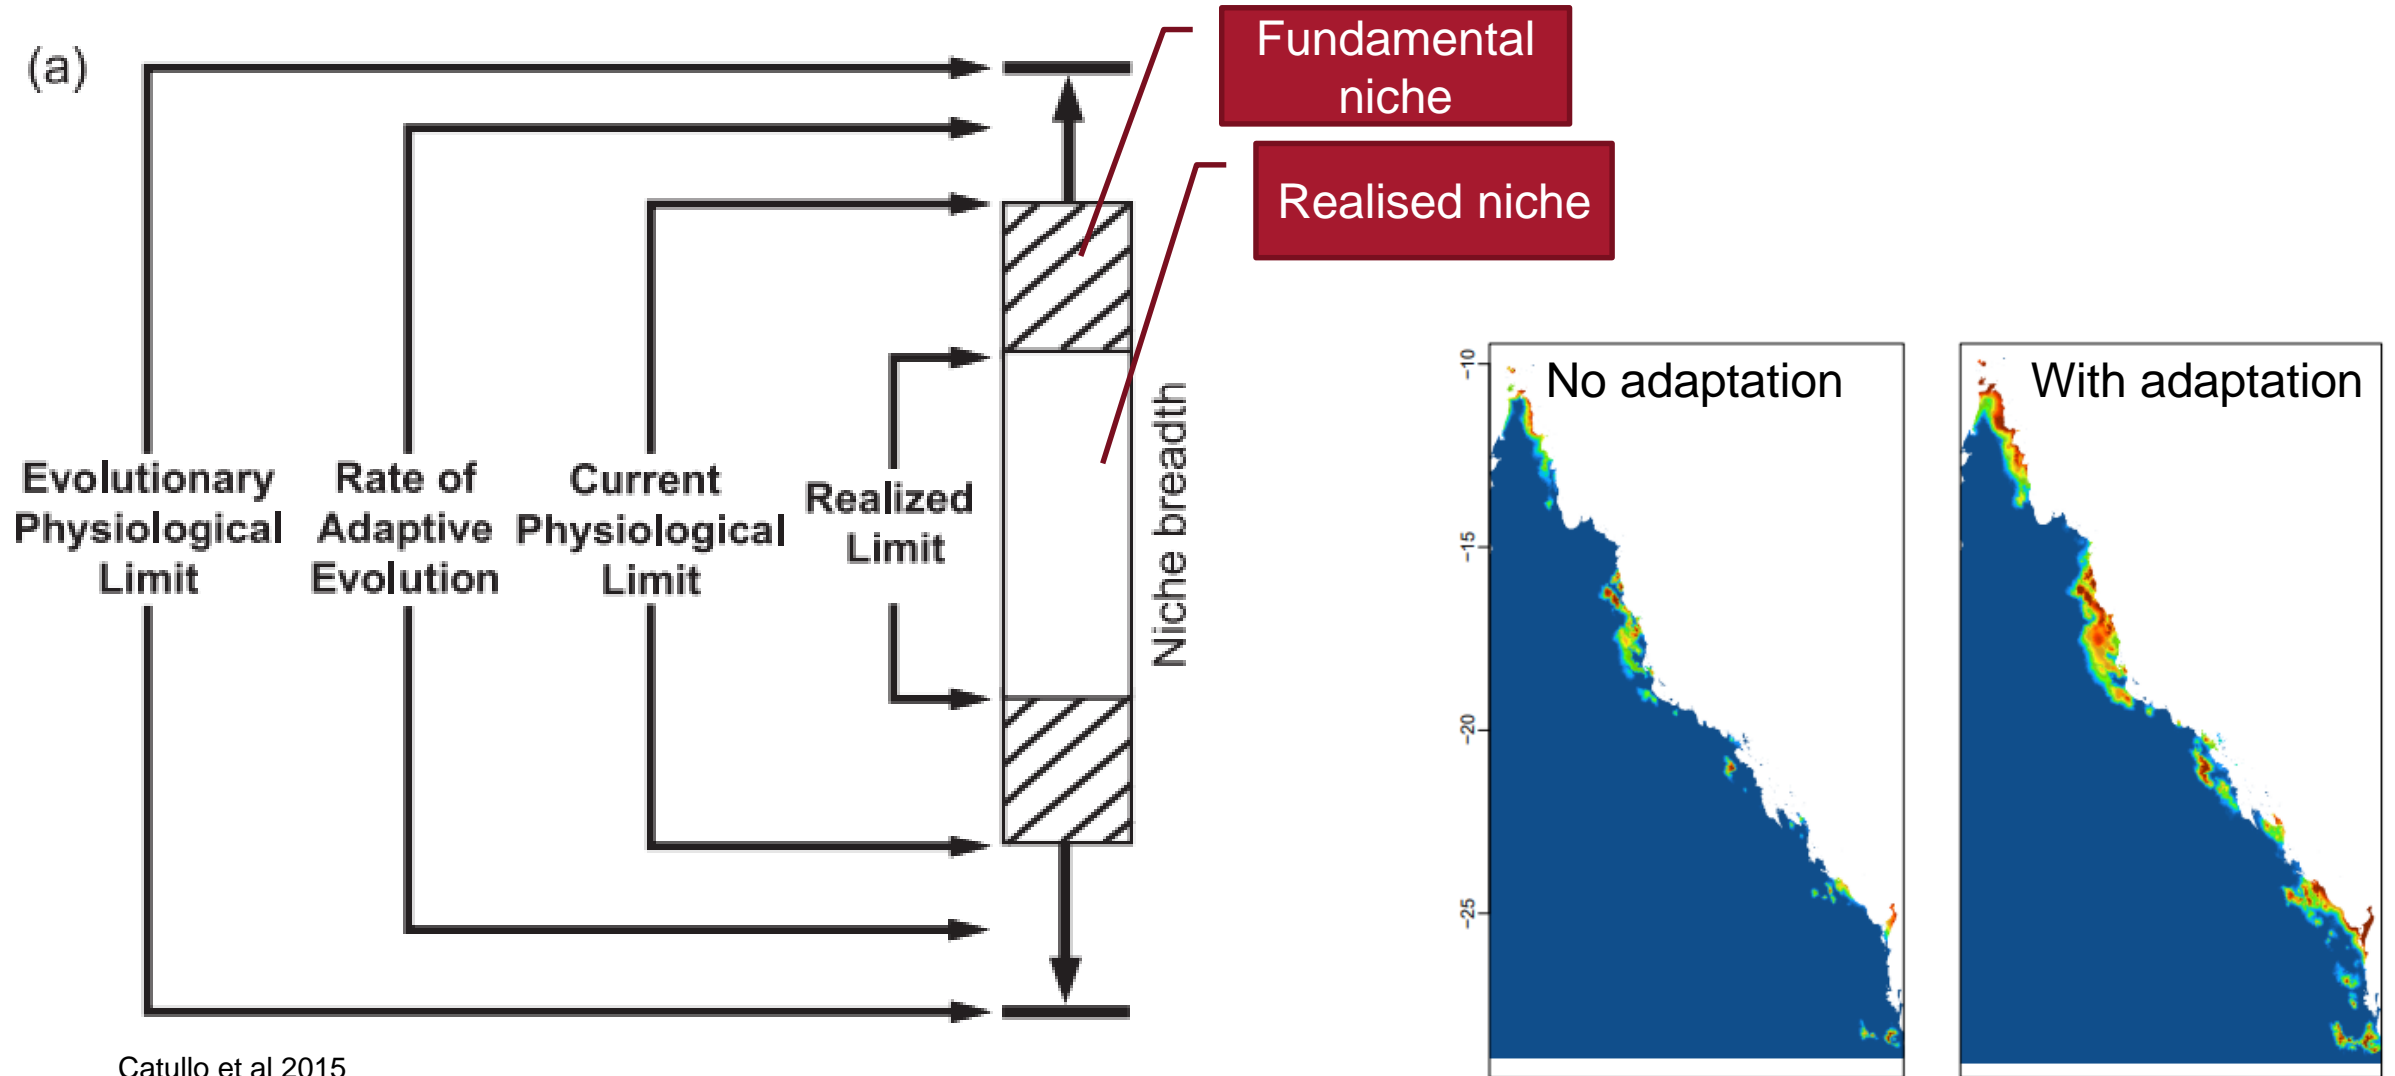 (a)
Fundamental
niche
Realised niche
Evolutionary
Physiological
Limit
Rate of
Adaptive
Evolution
Current
Physiological
Limit
Realized
Limit
Niche breadth
No adaptation
With adaptation
-10
-15
-20
-25
Catullo et al 2015